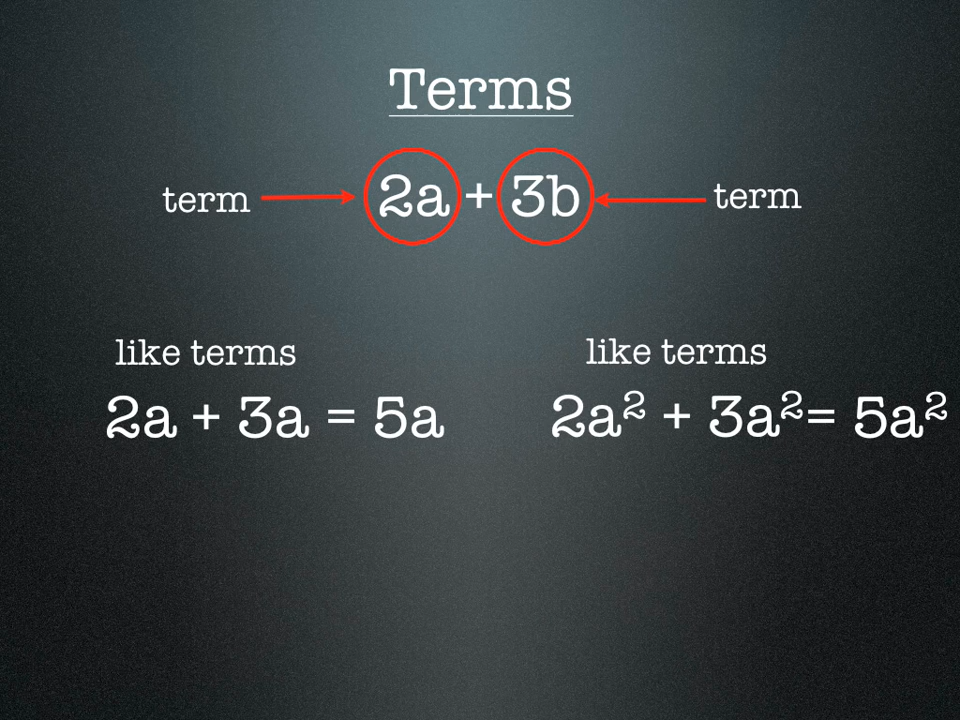 Terms
term 2a + 3b term
like terms
2a + 3a = 5a
like terms
2a² + 3a² = 5a²